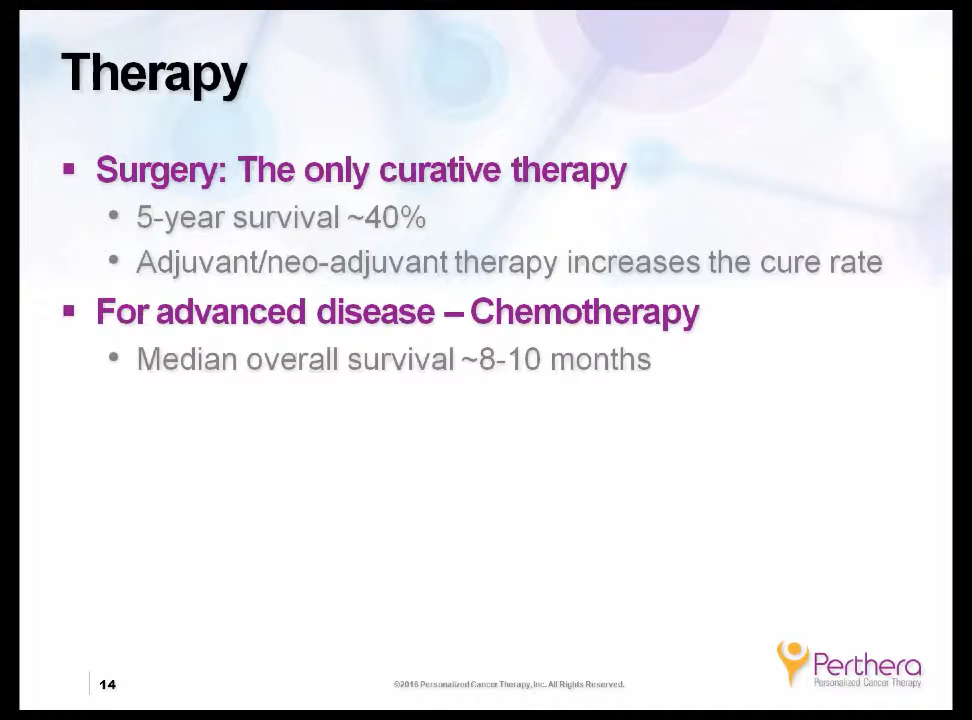 Therapy
▪ Surgery: The only curative therapy
• 5-year survival ~40%
• Adjuvant/neo-adjuvant therapy increases the cure rate
▪ For advanced disease – Chemotherapy
• Median overall survival ~8-10 months
14
©2016 Personalized Cancer Therapy, Inc. All Rights Reserved.
Perthera
Personalized Cancer Therapy